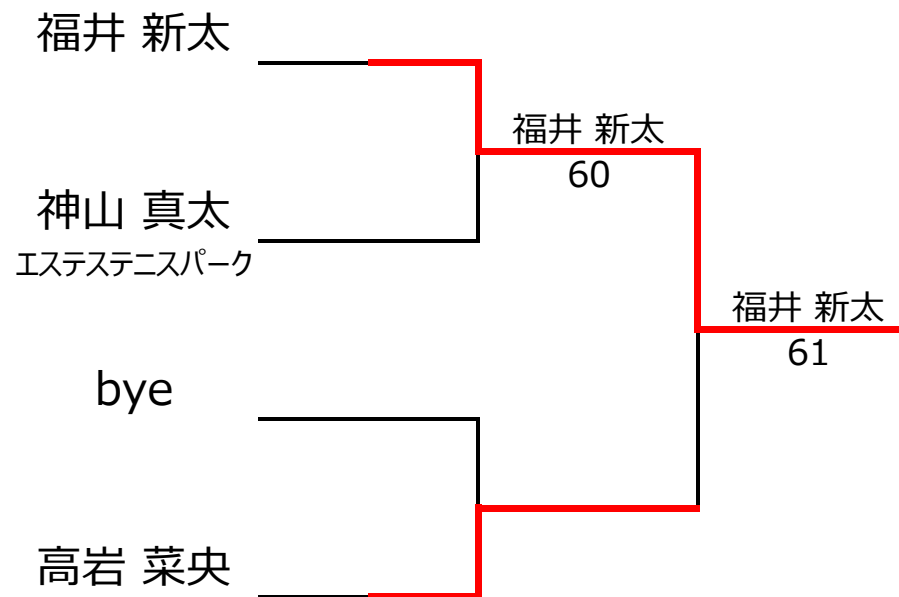 福井 新太
福井 新太
60
神山 真太
エステステニスパーク
福井 新太
61
bye
高岩 菜央